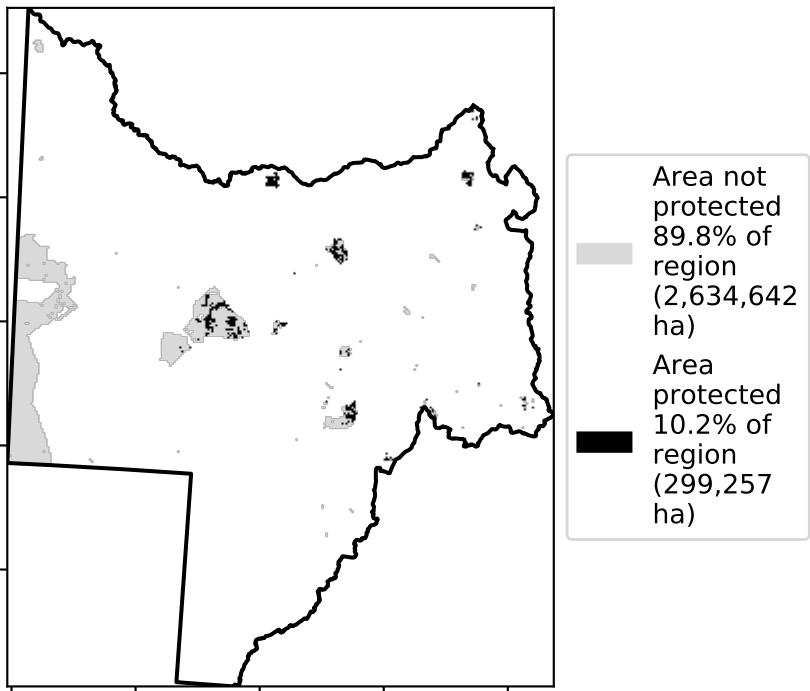 Area not
protected
89.8% of
region
(2,634,642
ha)
Area
protected
10.2% of
region
(299,257
ha)